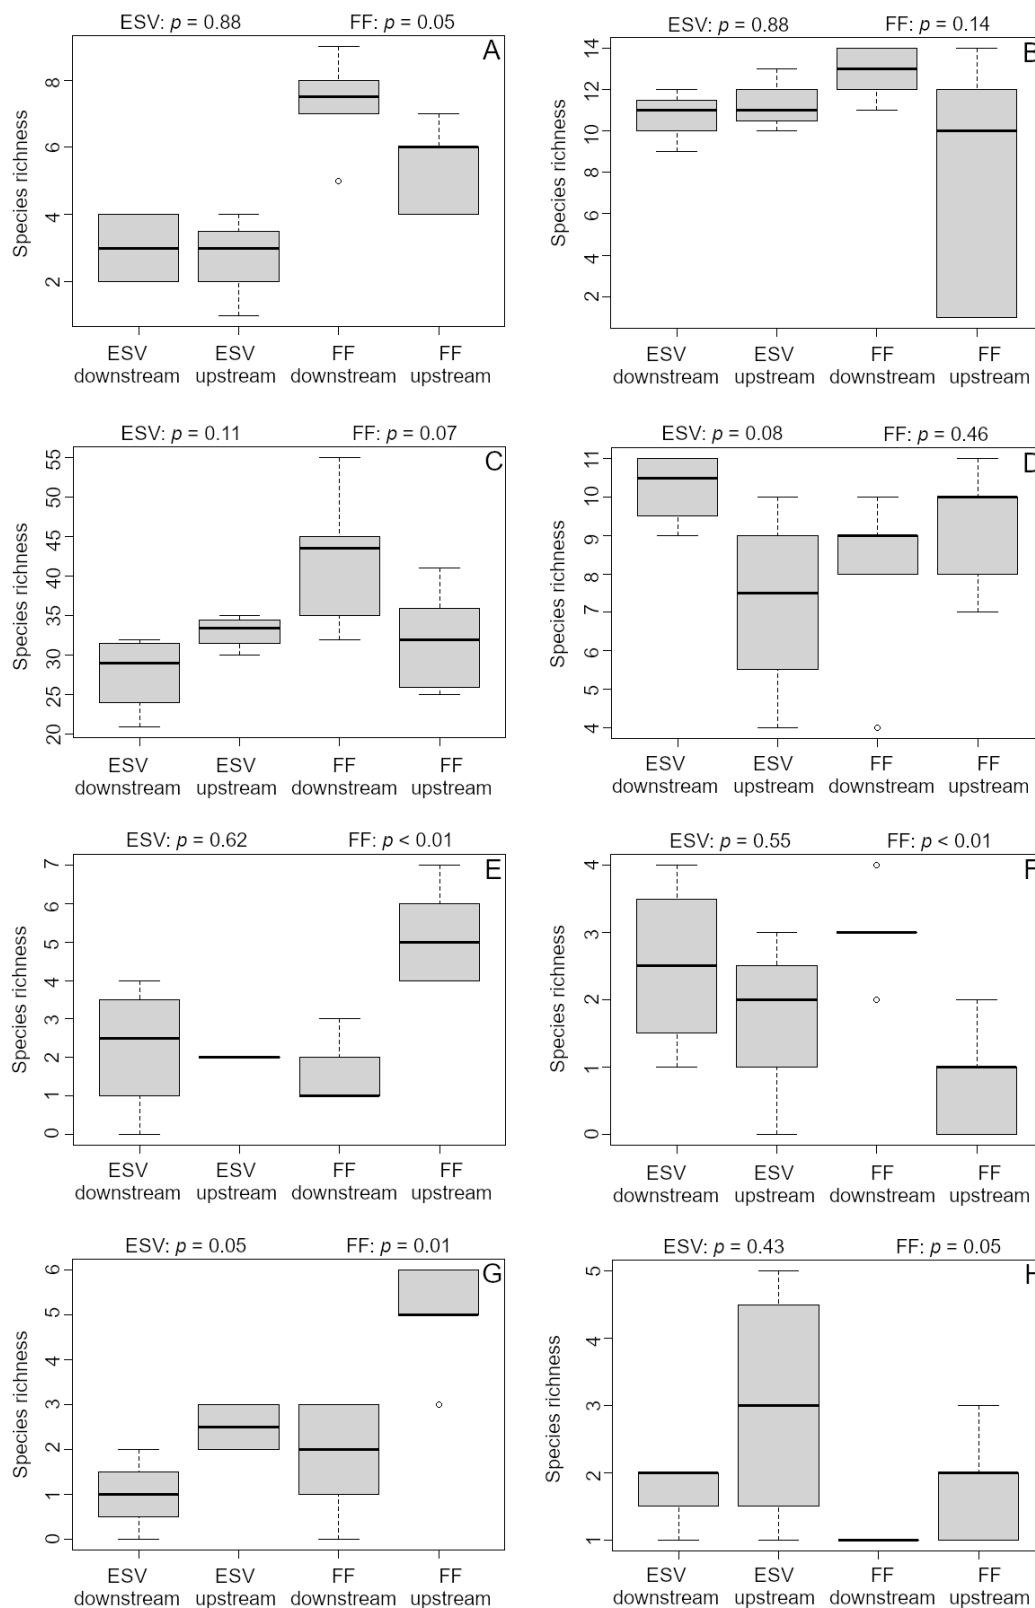 ESV: p = 0.88 FF: p = 0.05
A
Species richness
8
6
4
2
ESV ESV FF FF
downstream upstream downstream upstream
ESV: p = 0.88 FF: p = 0.14
B
Species richness
14
12
10
8
6
4
2
ESV ESV FF FF
downstream upstream downstream upstream
ESV: p = 0.11 FF: p = 0.07
C
Species richness
55
50
45
40
35
30
25
20
ESV ESV FF FF
downstream upstream downstream upstream
ESV: p = 0.08 FF: p = 0.46
D
Species richness
11
10
9
8
7
6
5
4
ESV ESV FF FF
downstream upstream downstream upstream
ESV: p = 0.62 FF: p < 0.01
E
Species richness
7
6
5
4
3
2
1
0
ESV ESV FF FF
downstream upstream downstream upstream
ESV: p = 0.55 FF: p < 0.01
F
Species richness
4
3
2
1
0
ESV ESV FF FF
downstream upstream downstream upstream
ESV: p = 0.05 FF: p = 0.01
G
Species richness
6
5
4
3
2
1
0
ESV ESV FF FF
downstream upstream downstream upstream
ESV: p = 0.43 FF: p = 0.05
H
Species richness
5
4
3
2
1
ESV ESV FF FF
downstream upstream downstream upstream